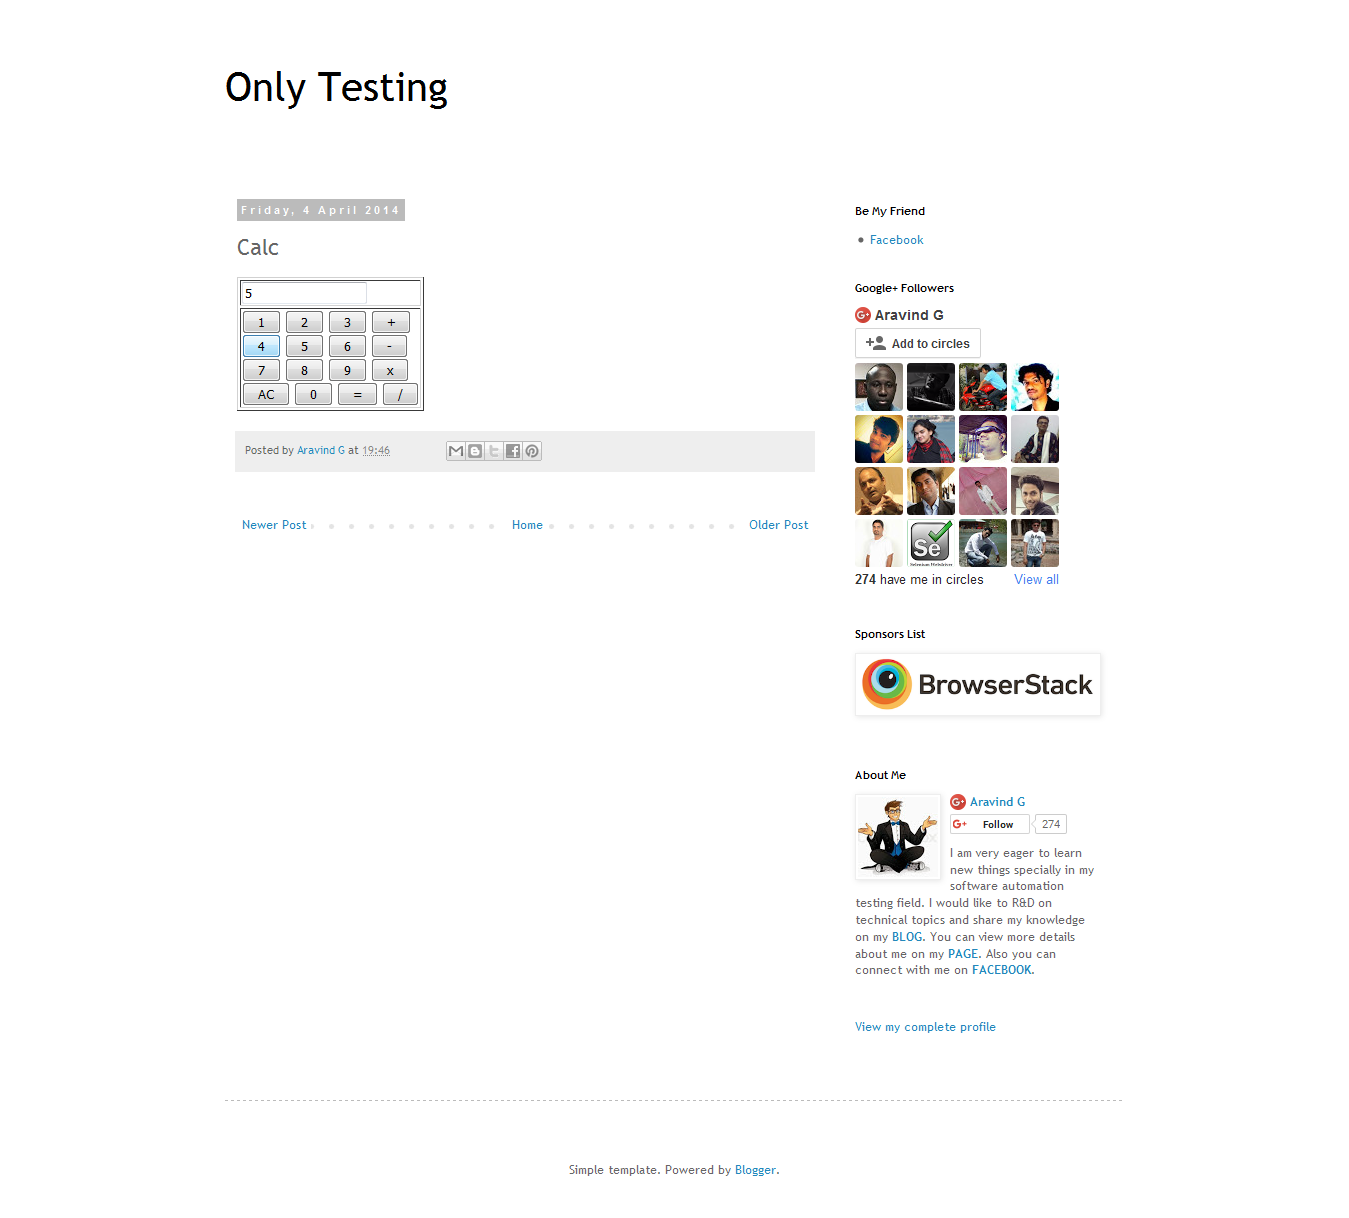 Only Testing
Friday, 4 April 2014
Calc
5
1 2 3 +
4 5 6 -
7 8 9 x
AC 0 = /
Posted by Aravind G at 19:46
Newer Post Home Older Post
Be My Friend
Facebook
Google+ Followers
G+ Aravind G
Add to circles
Se
Selenium Webdriver
274 have me in circles View all
Sponsors List
BrowserStack
About Me
G+ Aravind G
G+ Follow 274
I am very eager to learn
new things specially in my
software automation
testing field. I would like to R&D on
technical topics and share my knowledge
on my BLOG. You can view more details
about me on my PAGE. Also you can
connect with me on FACEBOOK.
View my complete profile
Simple template. Powered by Blogger.